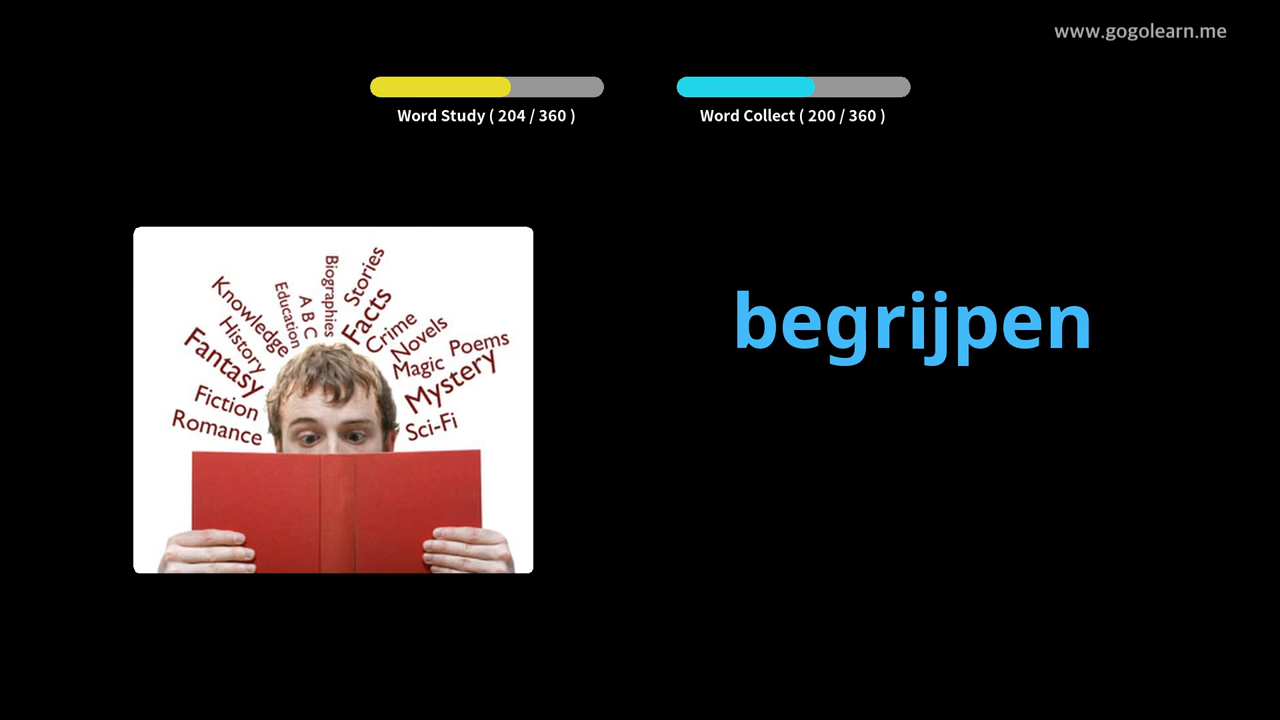 www.gogolearn.me
Word Study ( 204 / 360 )
Word Collect ( 200 / 360 )
begrijpen
Romance
Fiction
Fantasy
History
Knowledge
Education
A B C
Biographies
Stories
Facts
Crime
Novels
Magic
Poems
Mystery
Sci-Fi